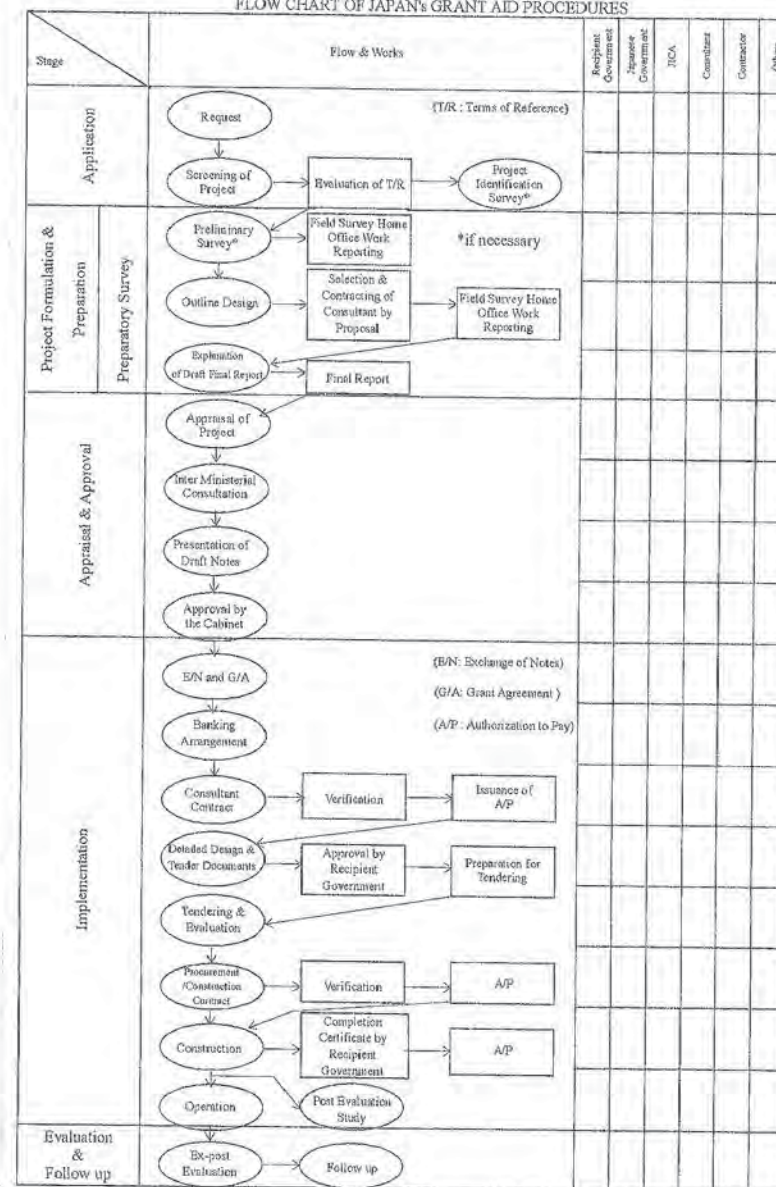 FLOW CHART OF JAPAN's GRANT AID PROCEDURES
Stage
Flow & Works
Recipient
Government
Japanese
Government
JICA
Consultant
Contractor
Application
Request
(T/R : Terms of Reference)
Screening of
Project
Evaluation of T/R
Project
Identification
Survey*
Project Formulation &
Preparation
Preparatory Survey
Preliminary
Survey*
Field Survey Home
Office Work
Reporting
*if necessary
Outline Design
Selection &
Contracting of
Consultant by
Proposal
Field Survey Home
Office Work
Reporting
Explanation
of Draft Final Report
Final Report
Appraisal & Approval
Appraisal of
Project
Inter Ministerial
Consultation
Presentation of
Draft Notes
Approval by
the Cabinet
Implementation
E/N and G/A
(E/N: Exchange of Notes)
(G/A: Grant Agreement )
(A/P : Authorization to Pay)
Banking
Arrangement
Consultant
Contract
Verification
Issuance of
A/P
Detailed Design &
Tender Documents
Approval by
Recipient
Government
Preparation for
Tendering
Tendering &
Evaluation
Procurement
/Construction
Contract
Verification
A/P
Construction
Completion
Certificate by
Recipient
Government
A/P
Operation
Post Evaluation
Study
Evaluation
&
Follow up
Ex-post
Evaluation
Follow up